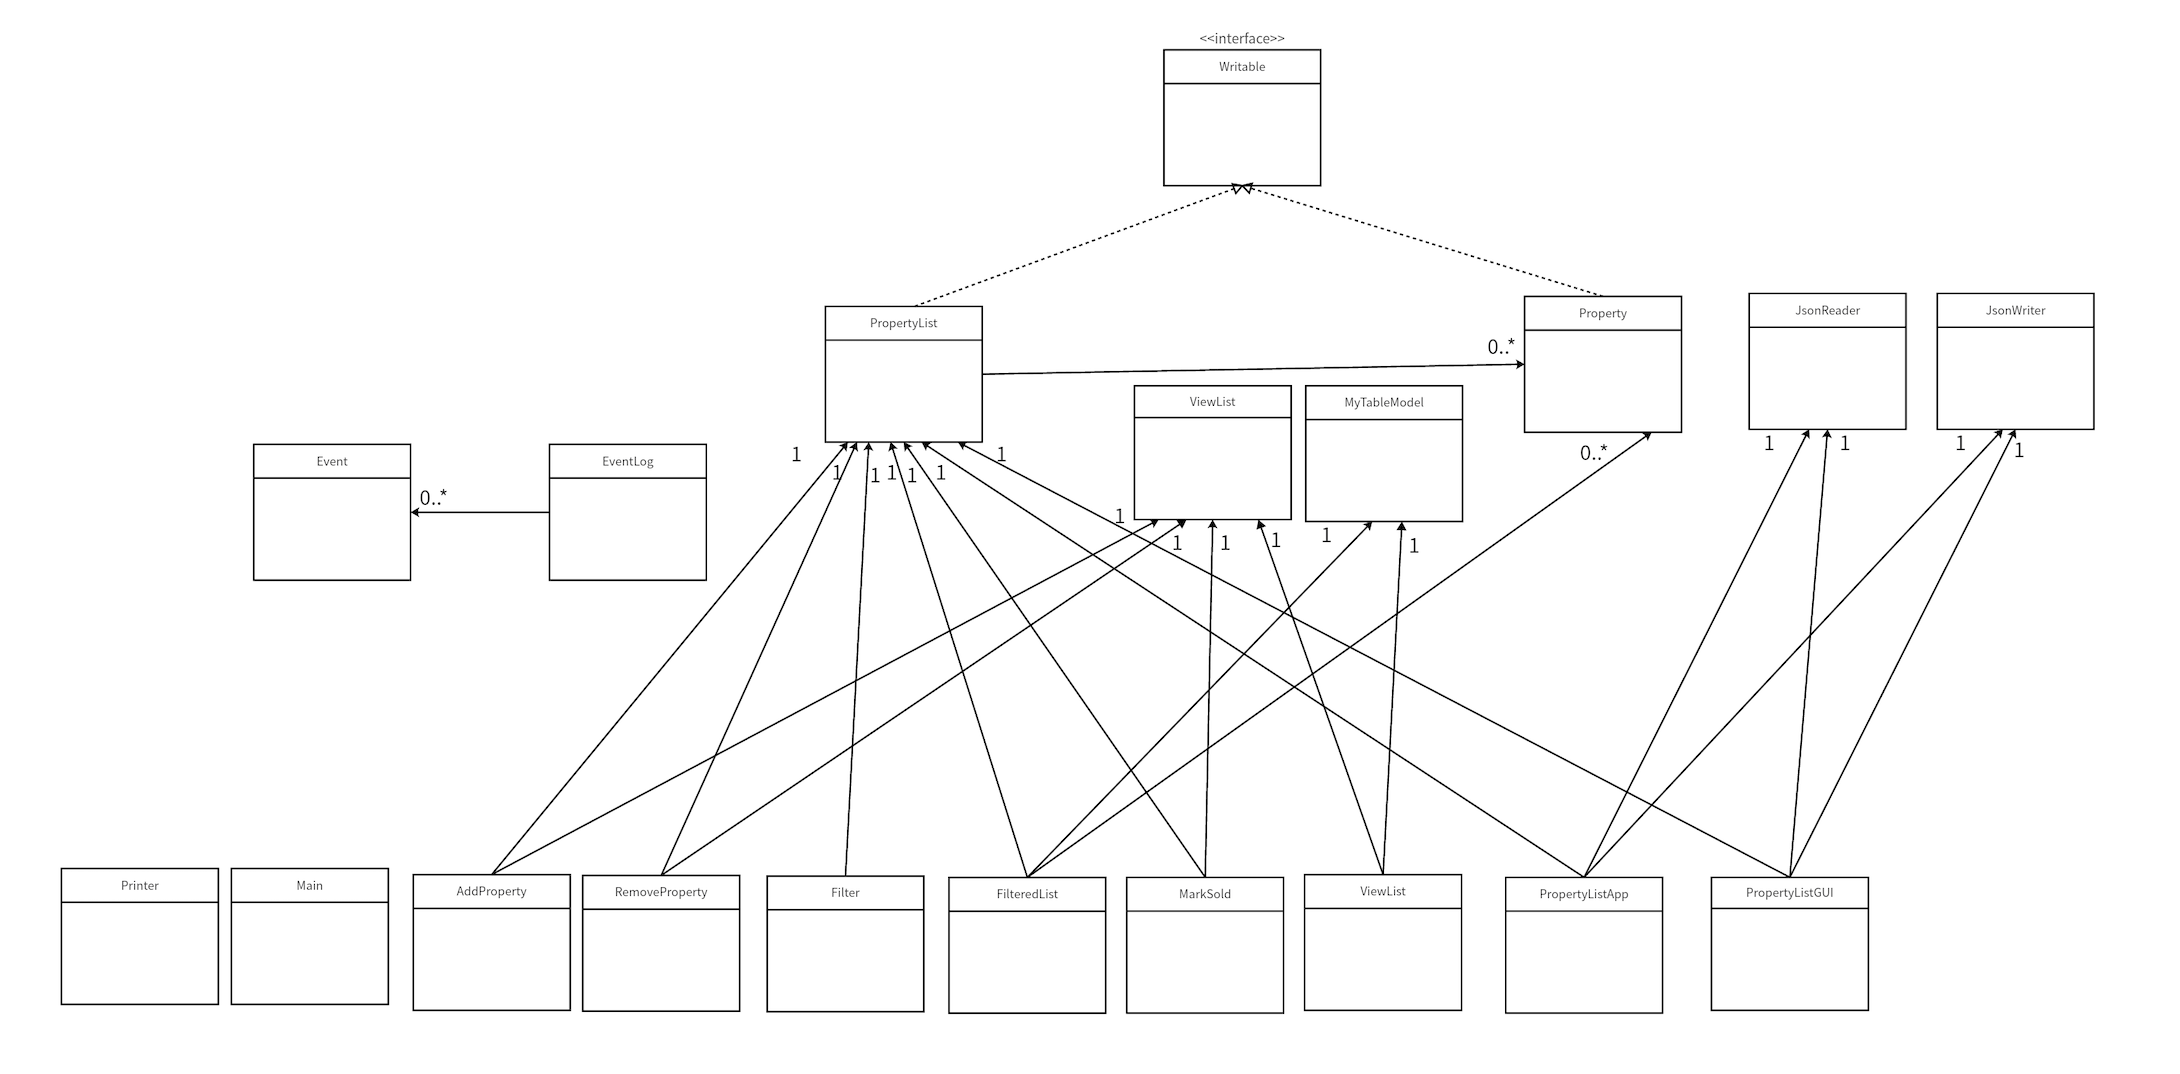 <<interface>>
Writable
PropertyList
Property
JsonReader
JsonWriter
0..*
ViewList
MyTableModel
Event
EventLog
0..*
1
1
1
1
1
1
1
0..*
1
1
1
1
1
1
1
1
1
1
Printer
Main
AddProperty
RemoveProperty
Filter
FilteredList
MarkSold
ViewList
PropertyListApp
PropertyListGUI